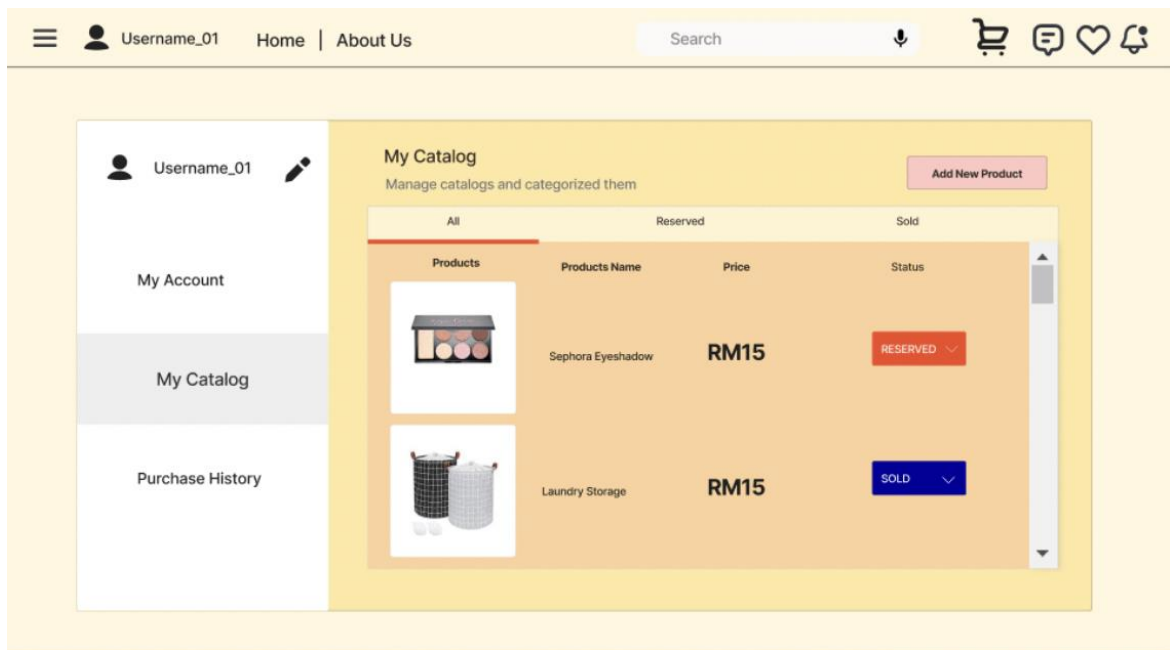 Username_01 Home | About Us Search
Username_01
My Account
My Catalog
Purchase History
My Catalog
Manage catalogs and categorized them
Add New Product
All Reserved Sold
Products Products Name Price Status
Sephora Eyeshadow RM15 RESERVED
Laundry Storage RM15 SOLD